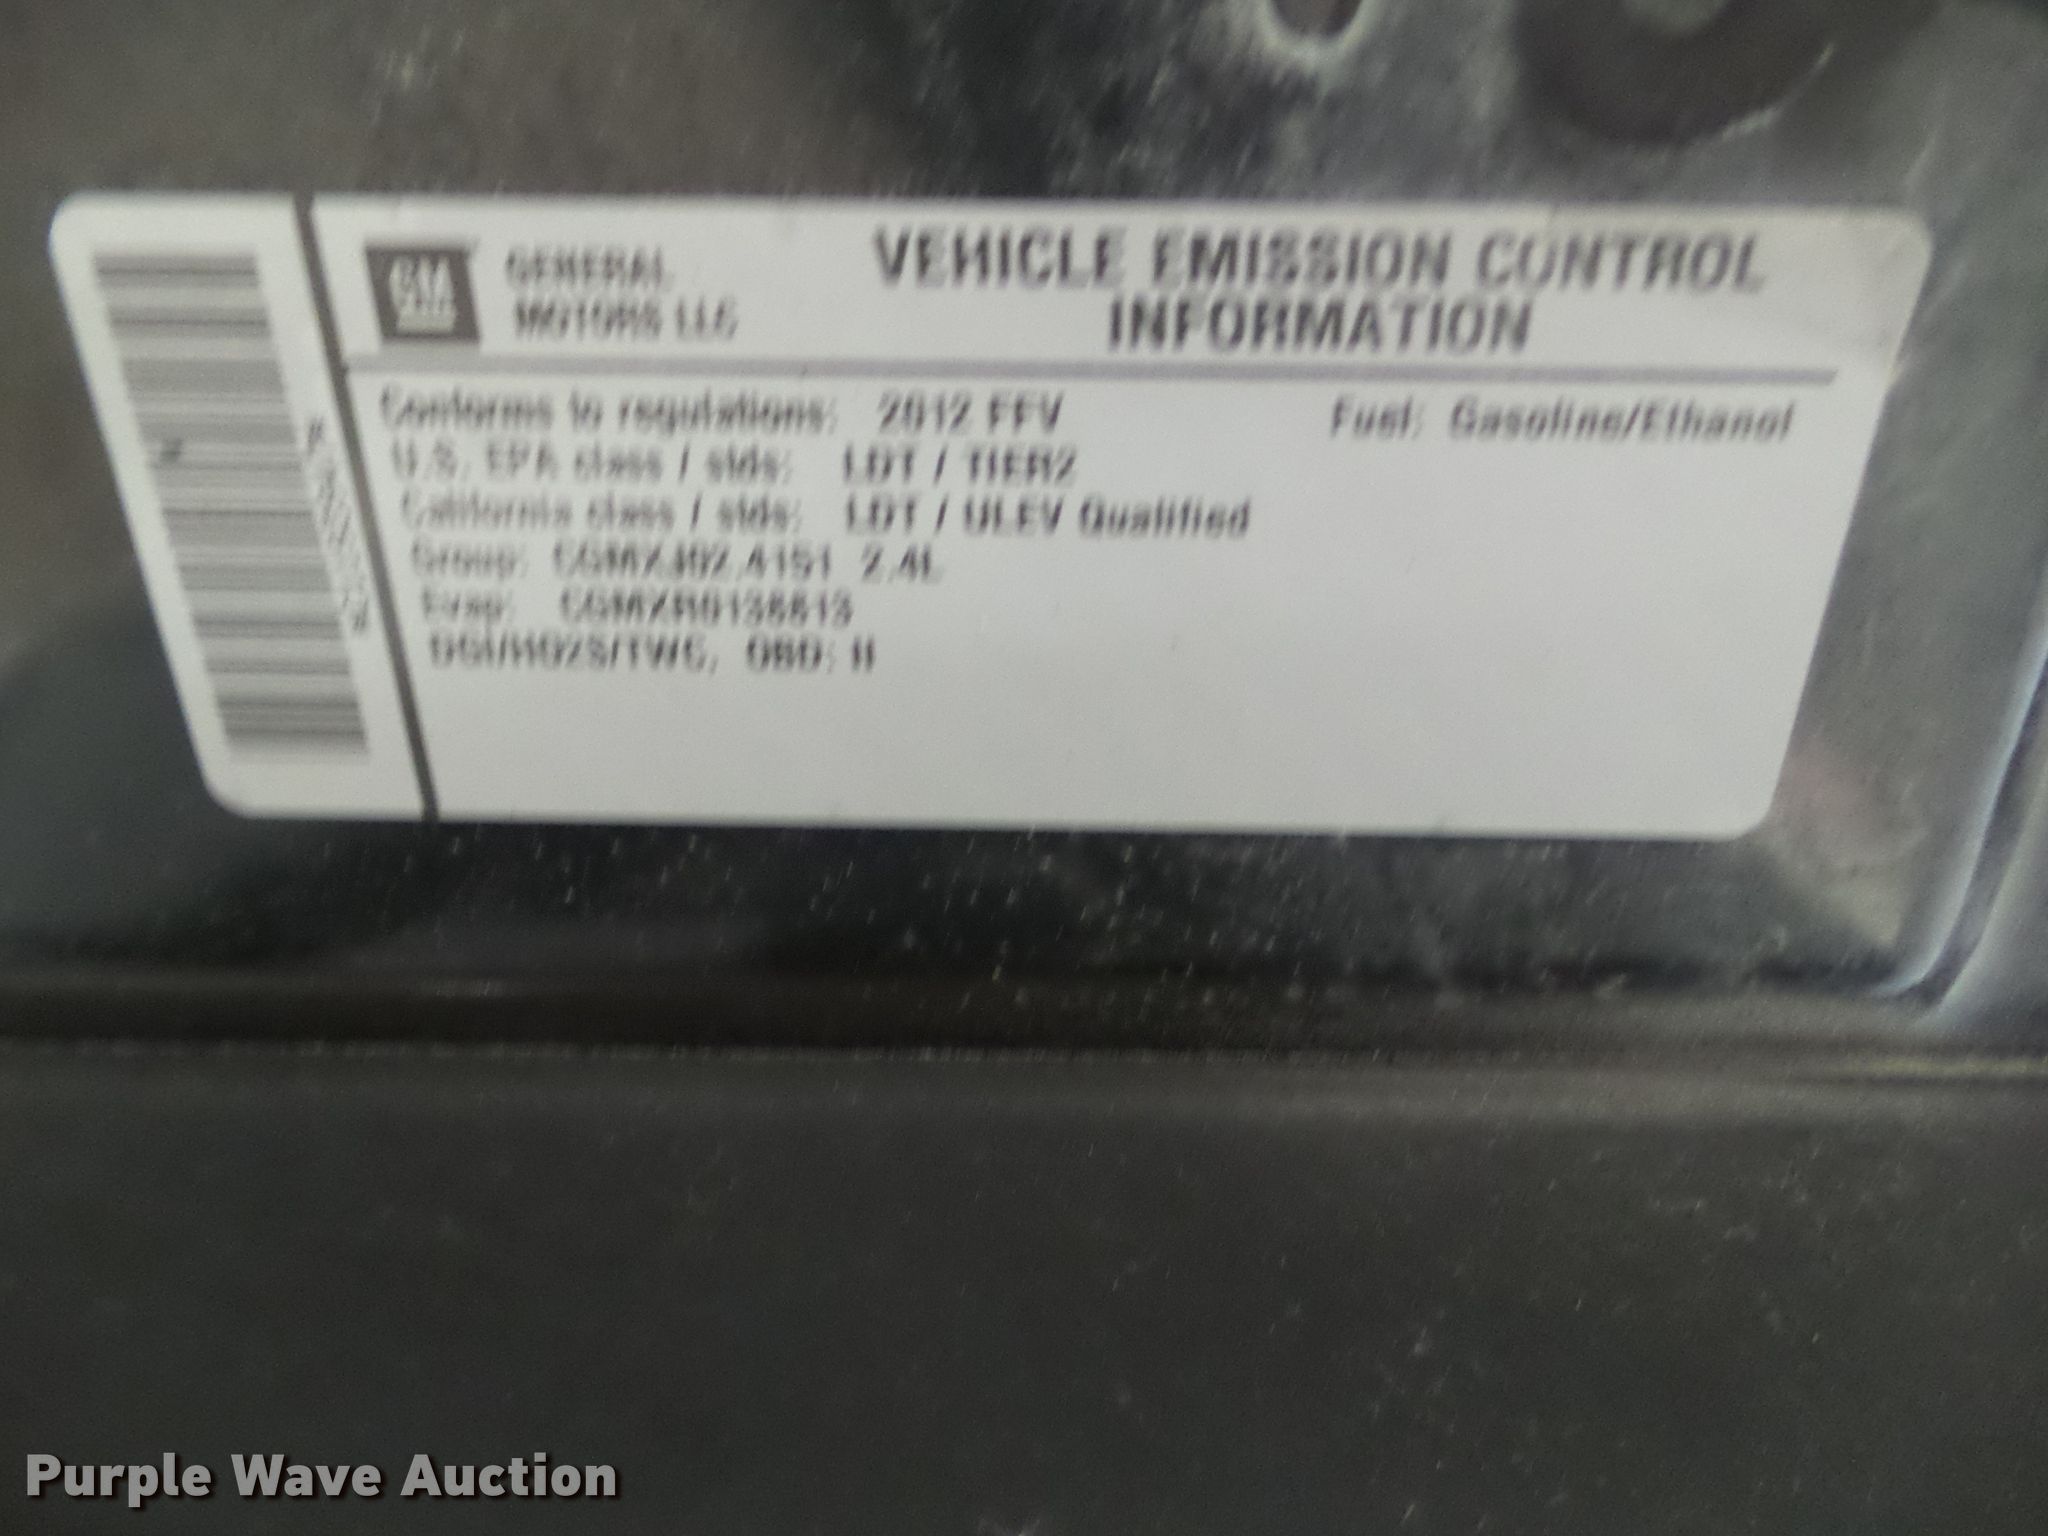 GM
GENERAL
MOTORS LLC
VEHICLE EMISSION CONTROL
INFORMATION
Conforms to regulations: 2012 FFV
Fuel: Gasoline/Ethanol
U.S. EPA class / stds: LDT / TIER2
California class / stds: LDT / ULEV Qualified
Group: CGMXJ02.4151 2.4L
Evap:
DGI/HO2S/TWC, OBD: II
Purple Wave Auction